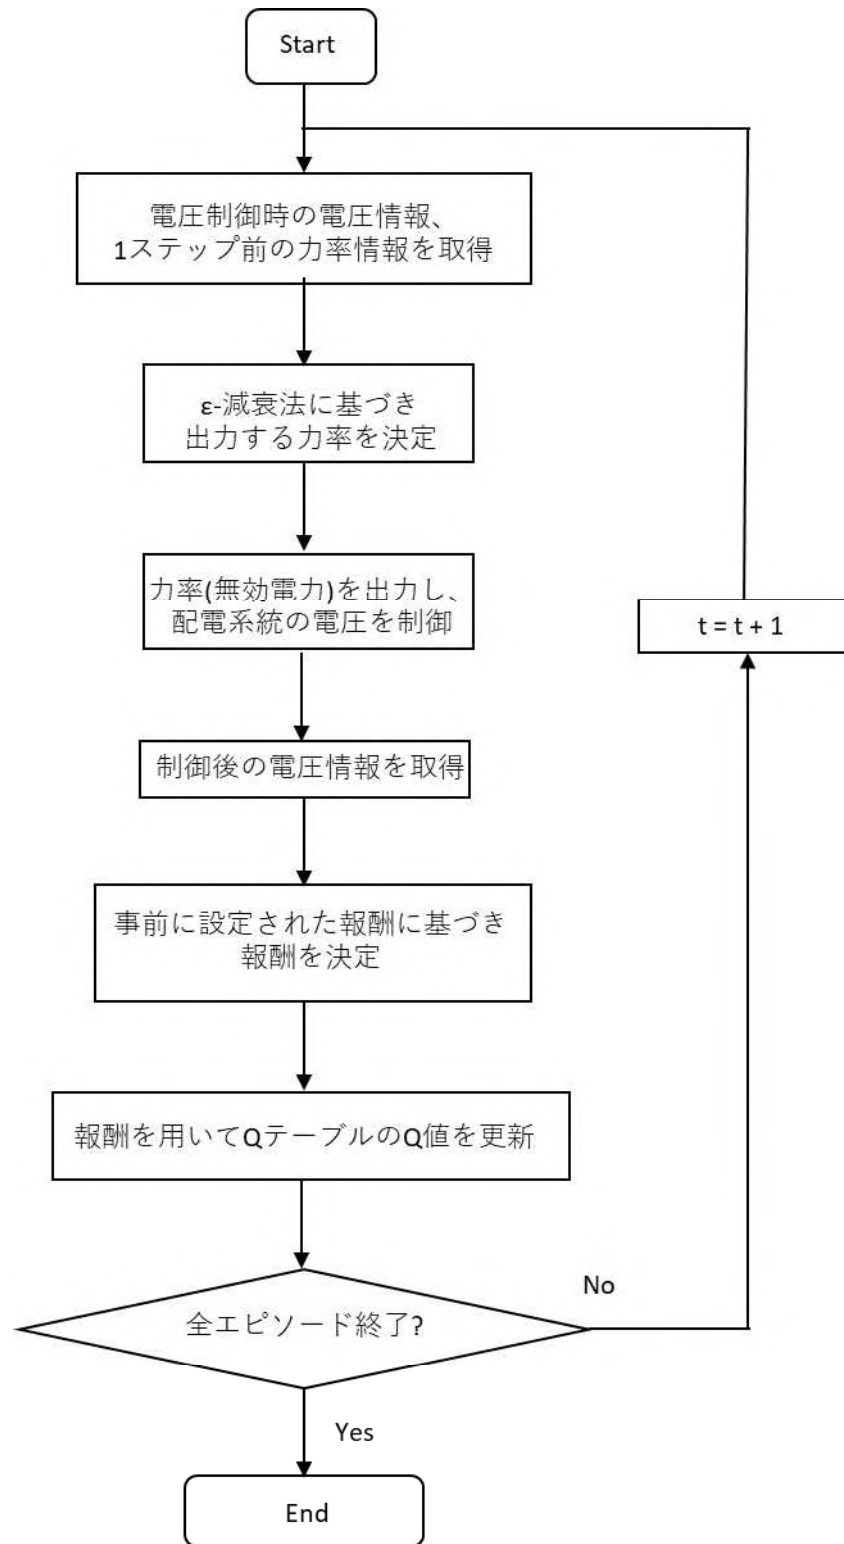 Start
電圧制御時の電圧情報、
1ステップ前の力率情報を取得
ε-減衰法に基づき
出力する力率を決定
力率(無効電力)を出力し、
配電系統の電圧を制御
t = t + 1
制御後の電圧情報を取得
事前に設定された報酬に基づき
報酬を決定
報酬を用いてQテーブルのQ値を更新
No
全エピソード終了?
Yes
End